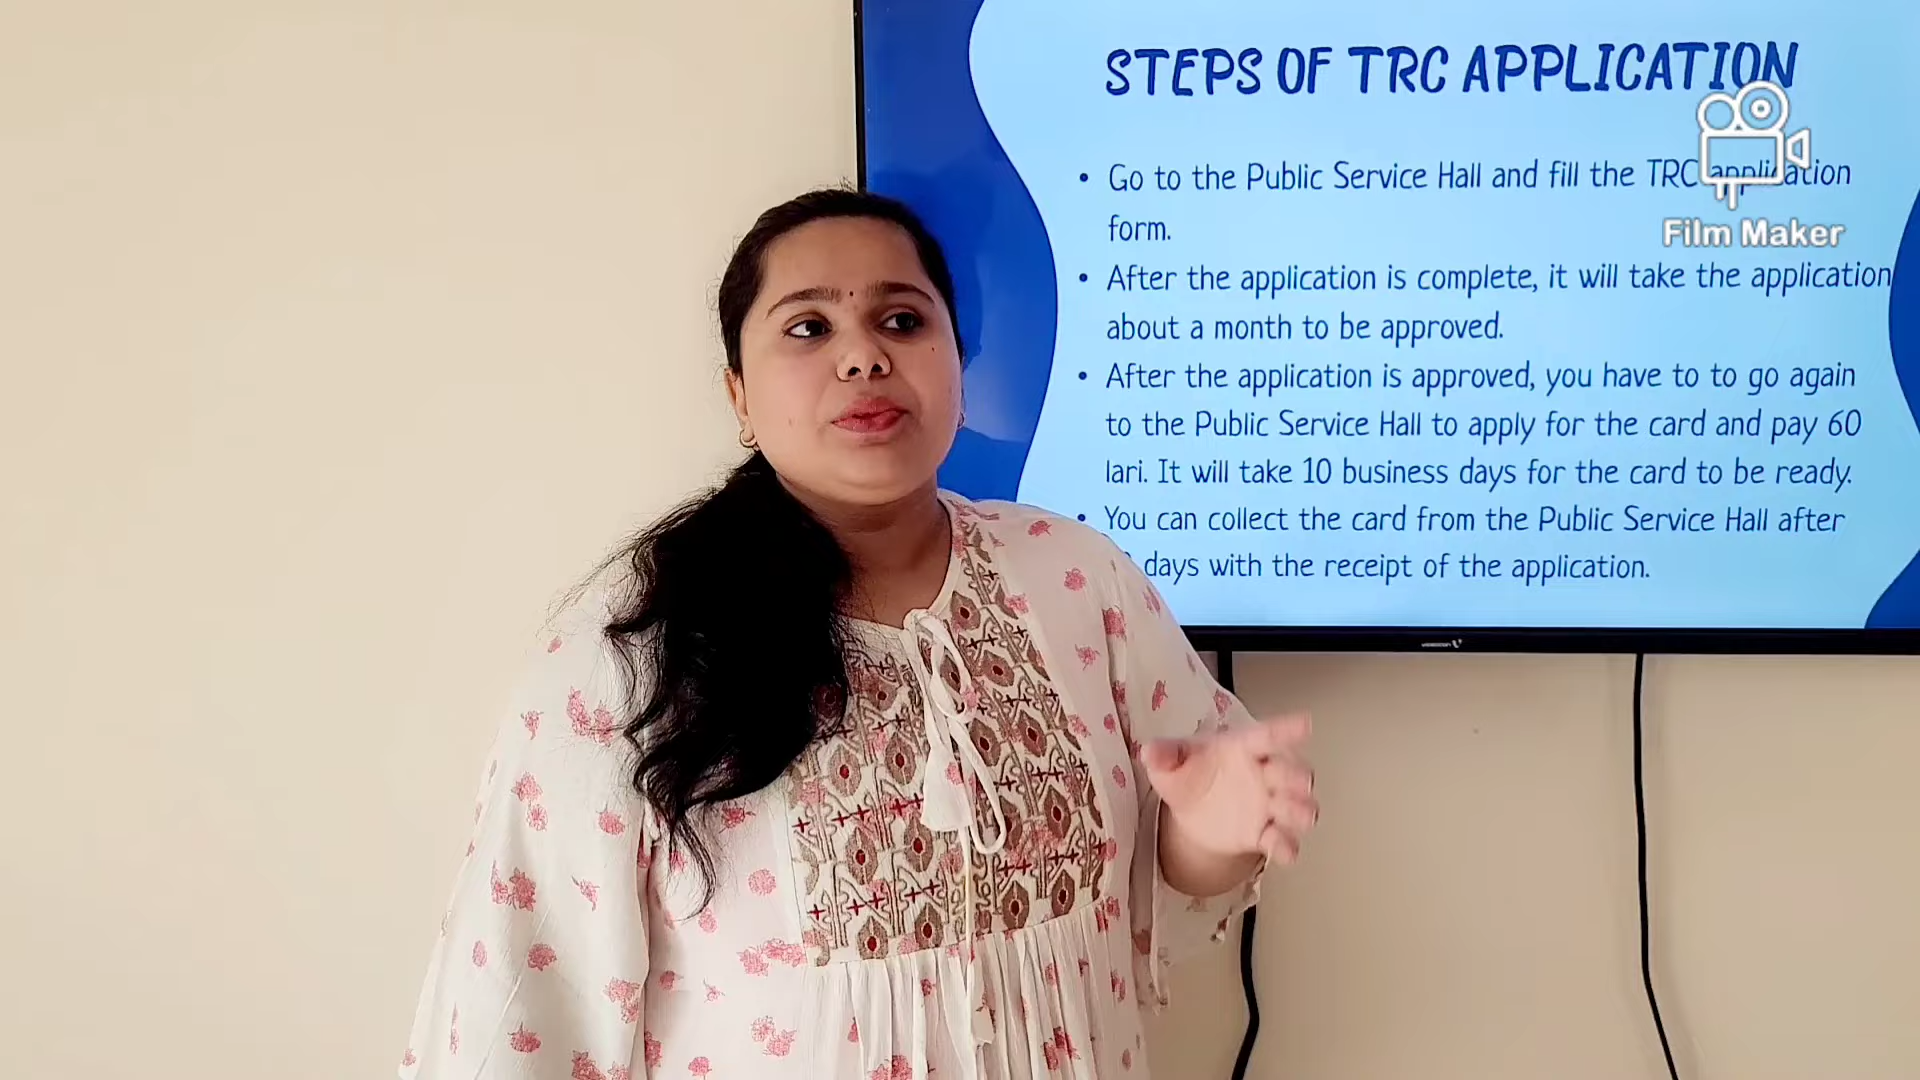 STEPS OF TRC APPLICATION
• Go to the Public Service Hall and fill the TRC application
form.
• After the application is complete, it will take the application
about a month to be approved.
• After the application is approved, you have to to go again
to the Public Service Hall to apply for the card and pay 60
lari. It will take 10 business days for the card to be ready.
• You can collect the card from the Public Service Hall after
days with the receipt of the application.
Film Maker